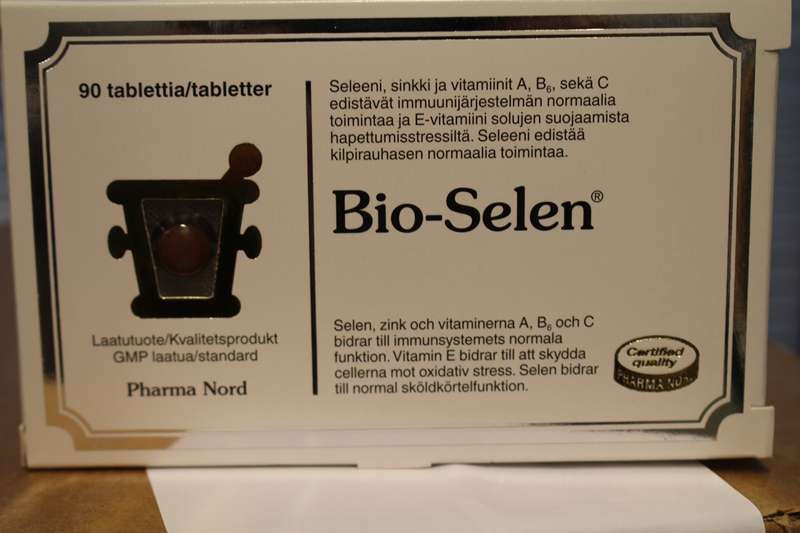 90 tablettia/tabletter
Seleeni, sinkki ja vitamiinit A, B₆, sekä C
edistävät immuunijärjestelmän normaalia
toimintaa ja E-vitamiini solujen suojaamista
hapettumisstressiltä. Seleeni edistää
kilpirauhasen normaalia toimintaa.
Bio-Selen®
Laatutuote/Kvalitetsprodukt
GMP laatua/standard
Pharma Nord
Selen, zink och vitaminerna A, B₆ och C
bidrar till immunsystemets normala
funktion. Vitamin E bidrar till att skydda
cellerna mot oxidativ stress. Selen bidrar
till normal sköldkörtelfunktion.
Certified
quality
PHARMA NORD